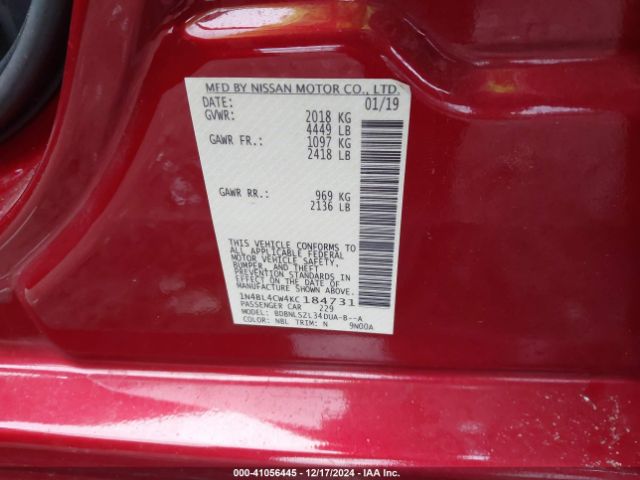 MFD BY NISSAN MOTOR CO., LTD.
DATE: 01/19
GVWR: 2018 KG
4449 LB
GAWR FR.: 1097 KG
2418 LB
GAWR RR.: 969 KG
2136 LB
THIS VEHICLE CONFORMS TO
ALL APPLICABLE FEDERAL
MOTOR VEHICLE SAFETY,
BUMPER, AND THEFT
PREVENTION STANDARDS IN
EFFECT ON THE DATE OF
MANUFACTURE SHOWN ABOVE.
1N4BL4CW4KC184731
PASSENGER CAR 229
MODEL: BDBNLSZL34DUA-B--A
COLOR: NBL TRIM: N 9N00A
000-41056445 - 12/17/2024 - IAA Inc.